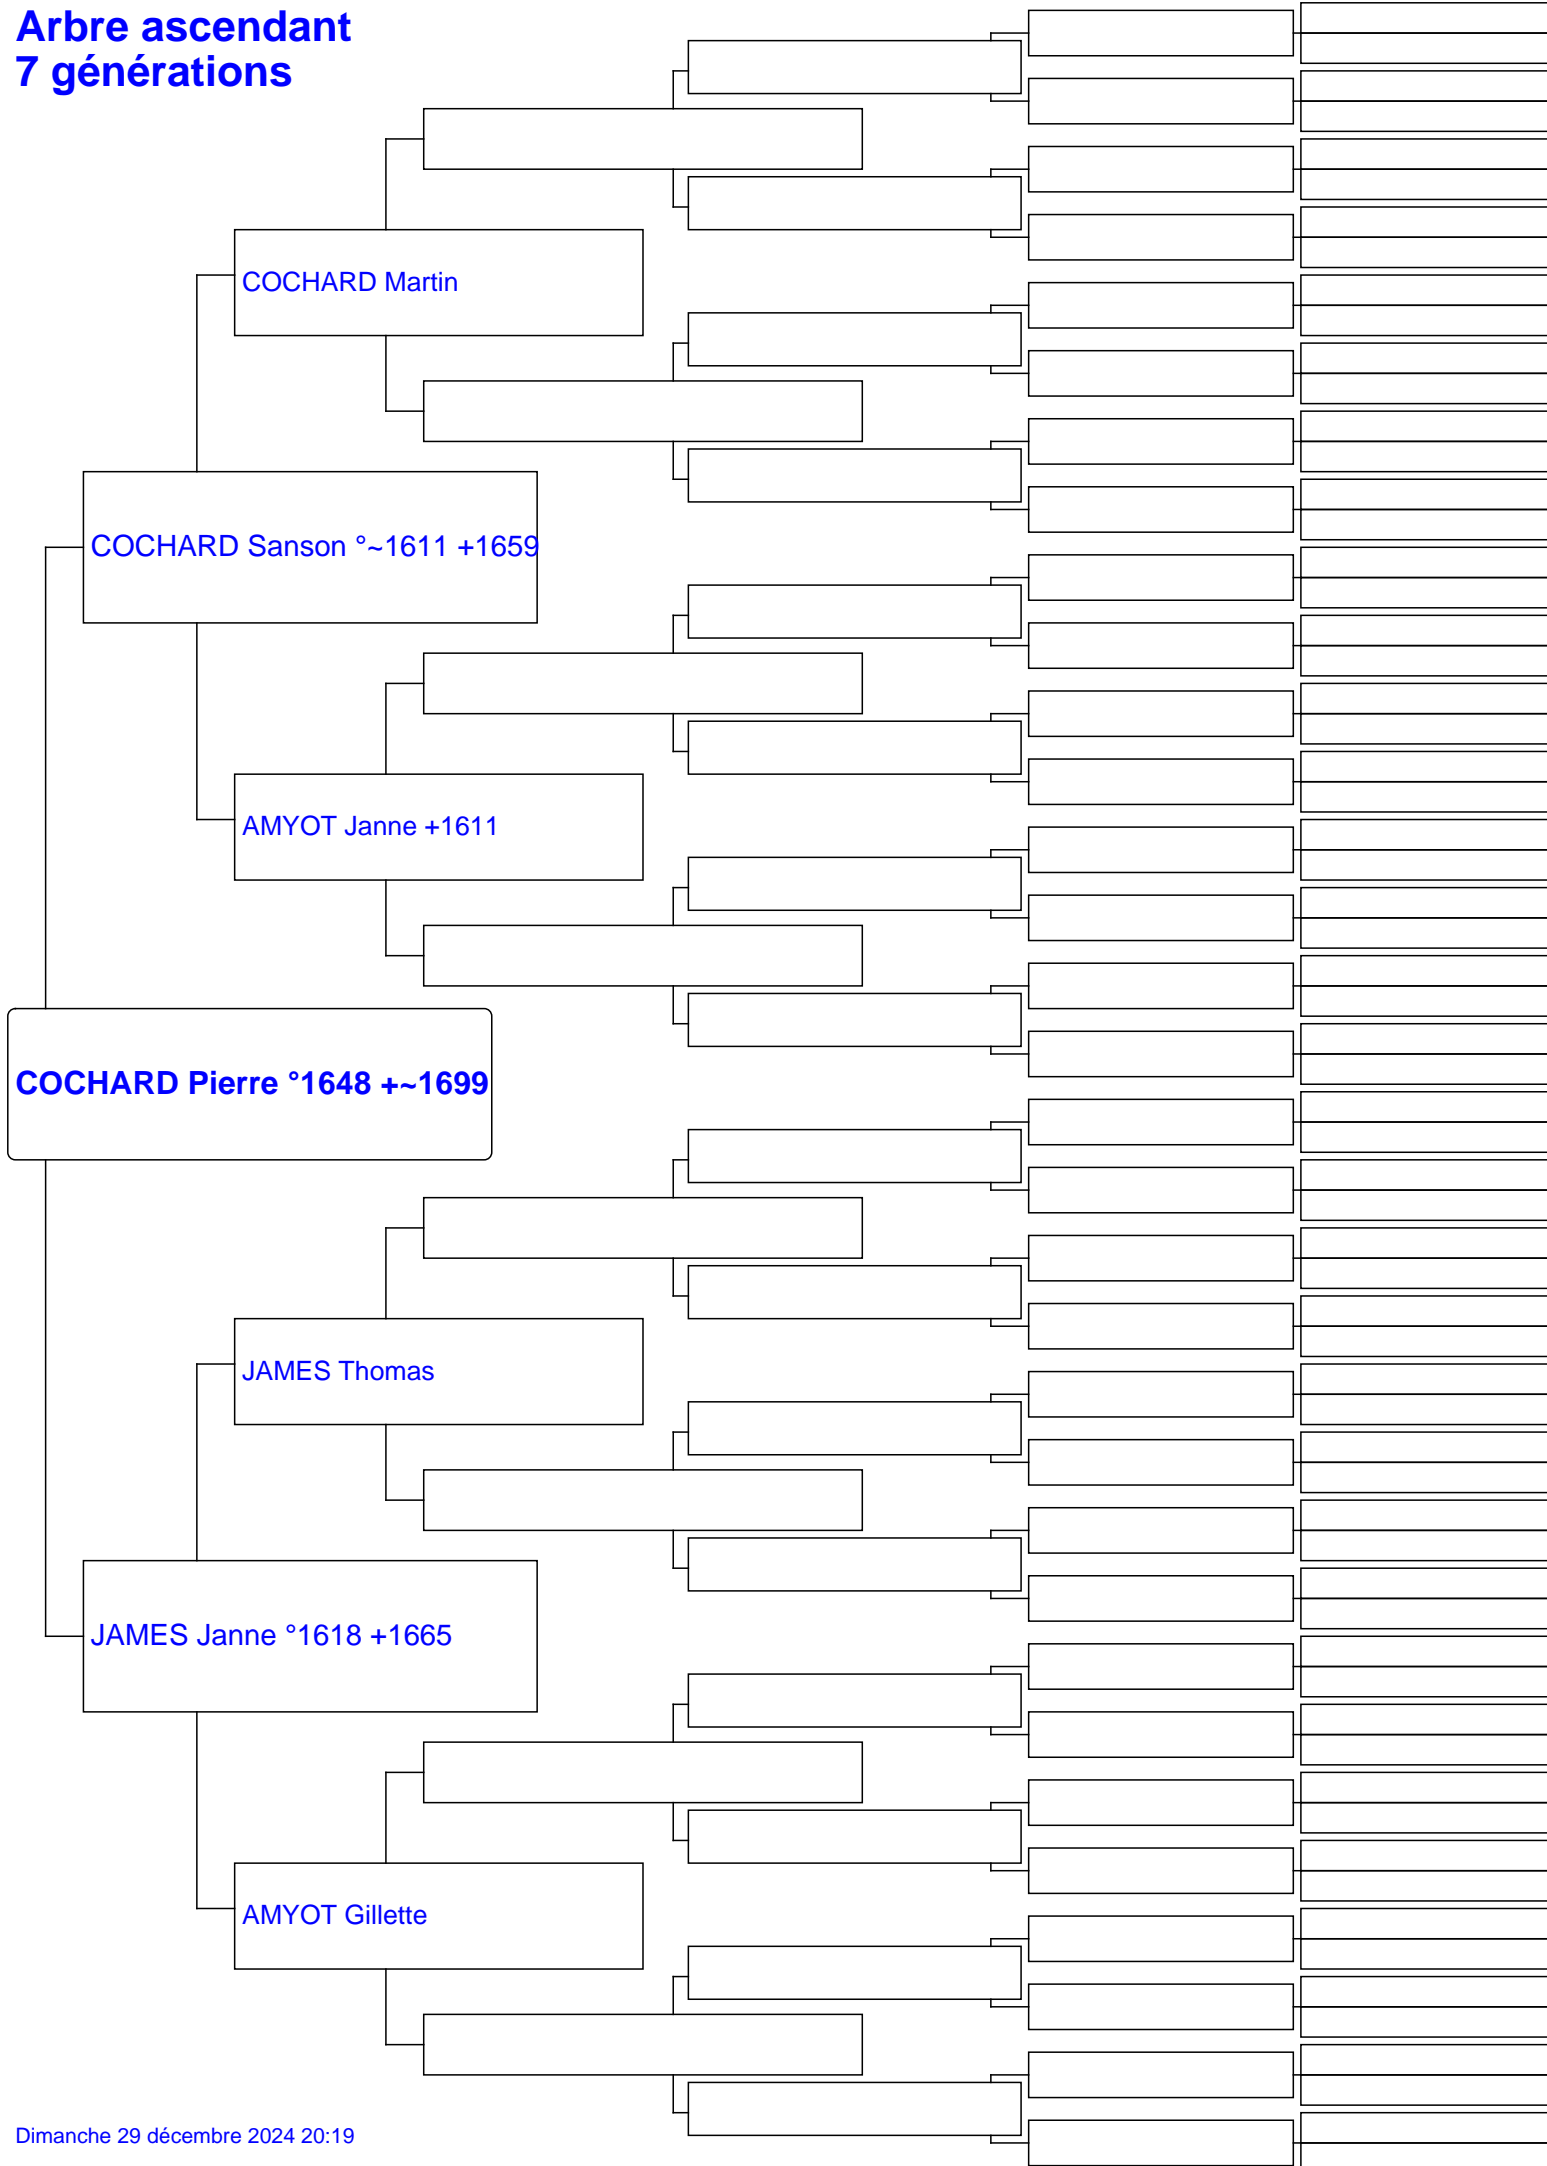 Arbre ascendant
7 générations
COCHARD Martin
COCHARD Sanson °~1611 +1659
AMYOT Janne +1611
COCHARD Pierre °1648 +~1699
JAMES Thomas
JAMES Janne °1618 +1665
AMYOT Gillette
Dimanche 29 décembre 2024 20:19